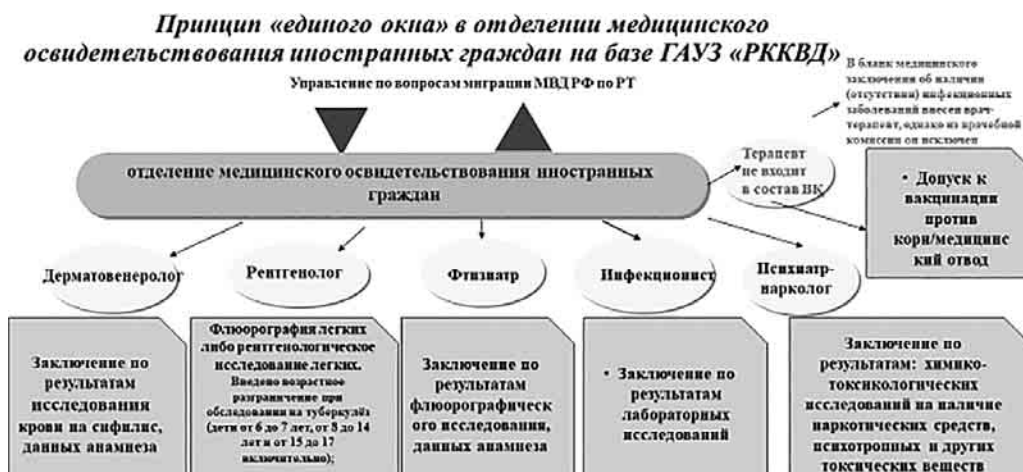 Принцип «единого окна» в отделении медицинского
освидетельствования иностранных граждан на базе ГАУЗ «РККВД»
Управление по вопросам миграции МВД РФ по РТ
В бланк медицинского
заключения об наличии
(отсутствии) инфекционных
заболеваний внесен врач-
терапевт, однако из врачебной
комиссии он исключен
отделение медицинского освидетельствования иностранных
граждан
Терапевт
не входит
в состав ВК
• Допуск к
вакцинации
против
кори/медицинс
кий отвод
Дерматовенеролог
Рентгенолог
Фтизиатр
Инфекционист
Психиатр-
нарколог
Заключение по
результатам
исследования
крови на сифилис,
данных анамнеза
Флюорография легких
либо рентгенологическое
исследование легких.
Введено возрастное
разграничение при
обследовании на туберкулёз
(дети от 6 до 7 лет, от 8 до 14
лет и от 15 до 17
включительно);
Заключение по
результатам
флюорографическ
ого исследования,
данных анамнеза
• Заключение по
результатам
лабораторных
исследований
Заключение по
результатам: химико-
токсикологических
исследований на наличие
наркотических средств,
психотропных и других
токсических веществ